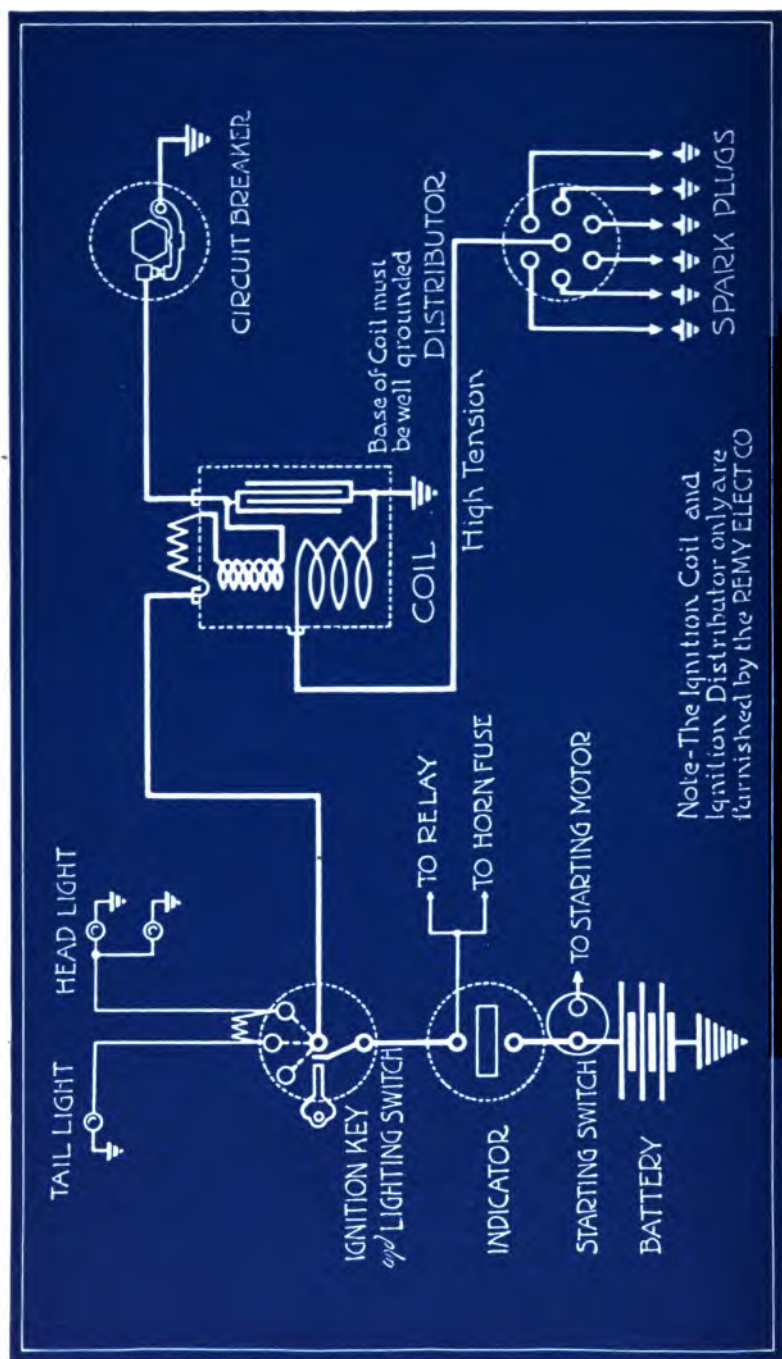 TAIL LIGHT
HEAD LIGHT
IGNITION KEY
and LIGHTING SWITCH
TO RELAY
TO HORN FUSE
INDICATOR
STARTING SWITCH
TO STARTING MOTOR
BATTERY
COIL
Base of Coil must
be well grounded
CIRCUIT BREAKER
DISTRIBUTOR
High Tension
SPARK PLUGS
Note-The Ignition Coil and
Ignition Distributor only are
furnished by the REMY ELECT CO